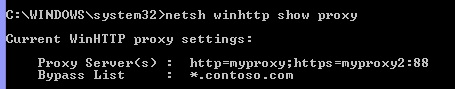 C:\WINDOWS\system32>netsh winhttp show proxy
Current WinHTTP proxy settings:
Proxy Server(s) :  http=myproxy;https=myproxy2:88
Bypass List     :  *.contoso.com